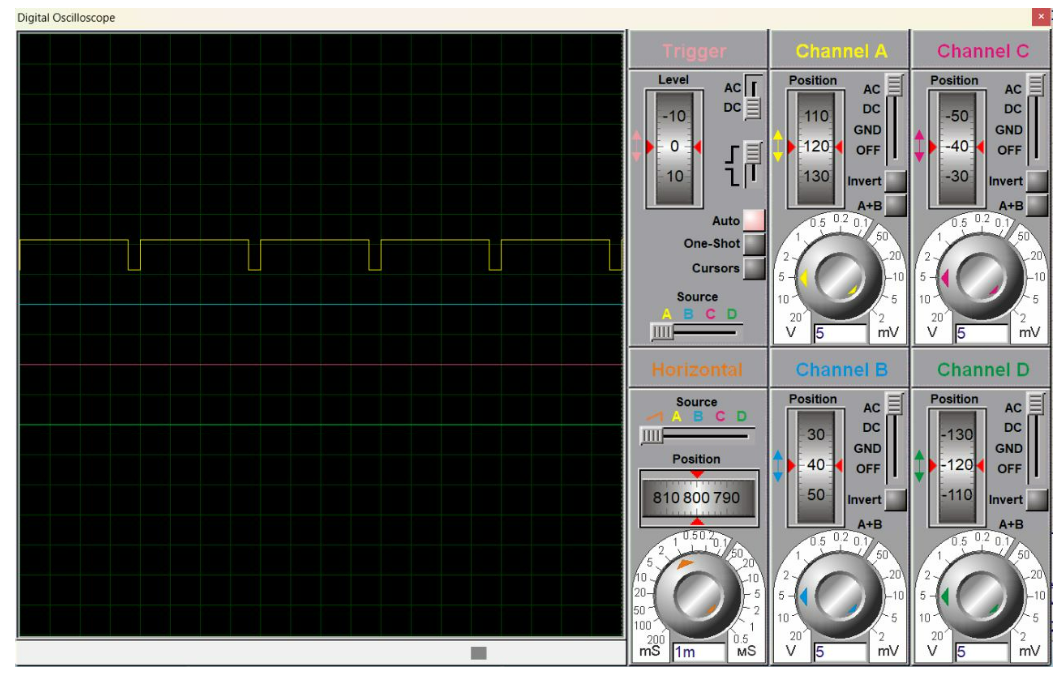 Digital Oscilloscope
×
Trigger
Level
AC
DC
-10
0
10
Auto
One-Shot
Cursors
Source
A B C D
Channel A
Position
AC
DC
GND
OFF
110
120
130
Invert
A+B
0.5 0.2 0.1
1 50
2 20
5 10
10 5
20 2
V 5 mV
Channel C
Position
AC
DC
GND
OFF
-50
-40
-30
Invert
A+B
0.5 0.2 0.1
1 50
2 20
5 10
10 5
20 2
V 5 mV
Horizontal
Source
A B C D
Position
810 800 790
1 0.5 0.2 0.1
2 50
5 20
10 10
20 5
50 2
100 1
200 0.5
mS 1m мS
Channel B
Position
AC
DC
GND
OFF
30
40
50
Invert
A+B
0.5 0.2 0.1
1 50
2 20
5 10
10 5
20 2
V 5 mV
Channel D
Position
AC
DC
GND
OFF
-130
-120
-110
Invert
A+B
0.5 0.2 0.1
1 50
2 20
5 10
10 5
20 2
V 5 mV